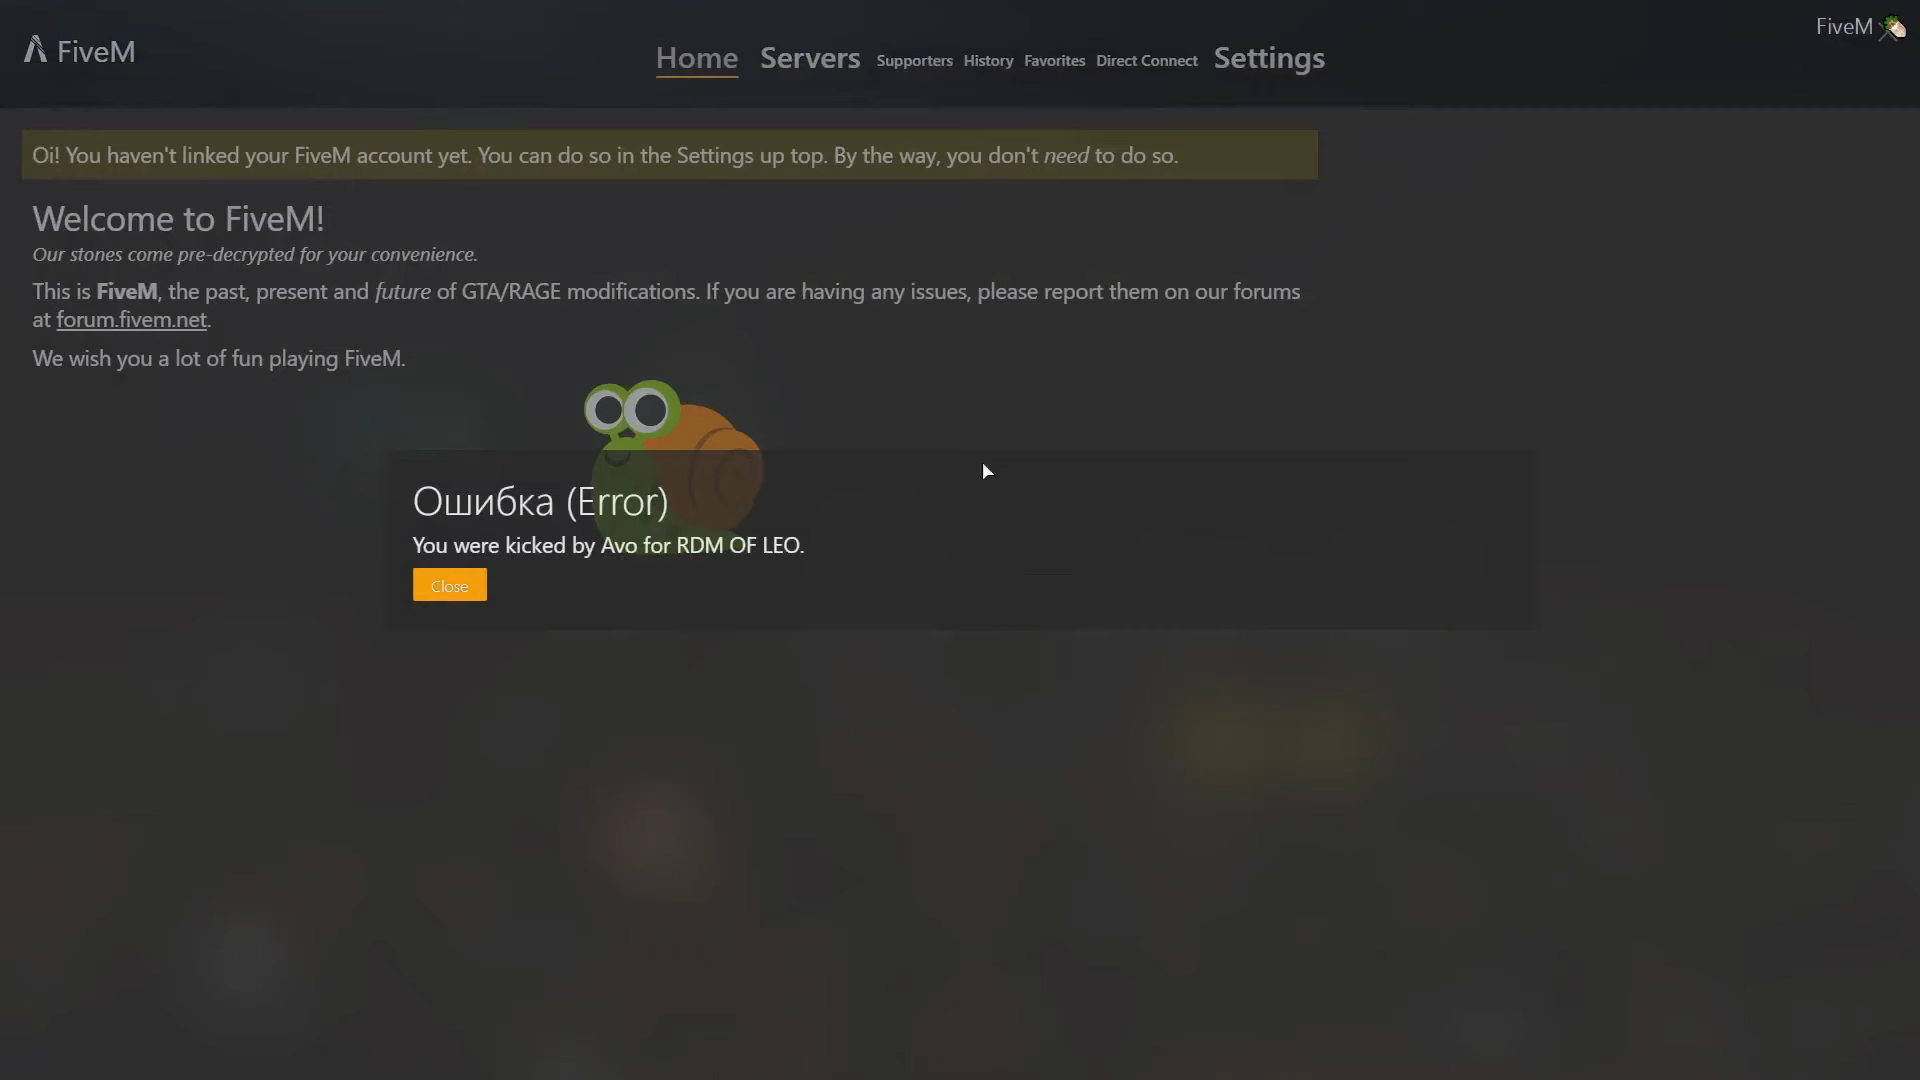 FiveM
FiveM
Home Servers Supporters History Favorites Direct Connect Settings
Oi! You haven't linked your FiveM account yet. You can do so in the Settings up top. By the way, you don't need to do so.
Welcome to FiveM!
Our stones come pre-decrypted for your convenience.
This is FiveM, the past, present and future of GTA/RAGE modifications. If you are having any issues, please report them on our forums
at forum.fivem.net.
We wish you a lot of fun playing FiveM.
Ошибка (Error)
You were kicked by Avo for RDM OF LEO.
Close